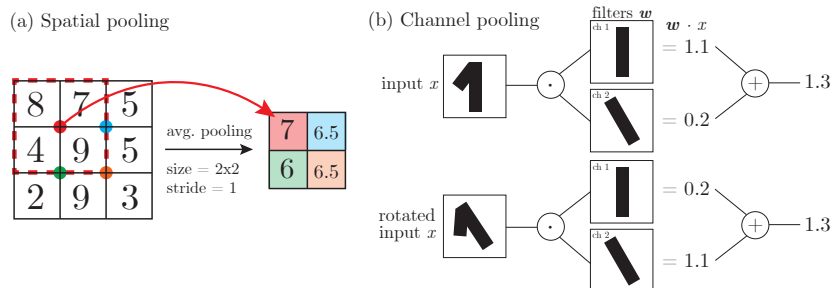 (a) Spatial pooling
8 7 5
4 9 5
2 9 3
avg. pooling
size = 2x2
stride = 1
7 6.5
6 6.5
(b) Channel pooling
filters w
w · x
input x
ch 1
= 1.1
ch 2
= 0.2
+
1.3
rotated
input x
ch 1
= 0.2
ch 2
= 1.1
+
1.3